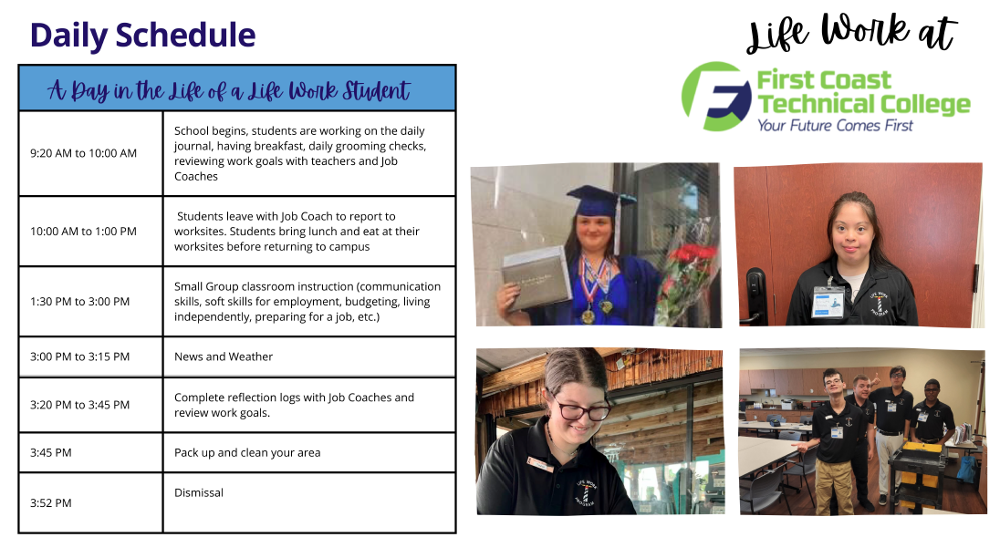 Daily Schedule
Life Work at
First Coast
Technical College
Your Future Comes First
A Day in the Life of a Life Work Student
9:20 AM to 10:00 AM
School begins, students are working on the daily
journal, having breakfast, daily grooming checks,
reviewing work goals with teachers and Job
Coaches
10:00 AM to 1:00 PM
Students leave with Job Coach to report to
worksites. Students bring lunch and eat at their
worksites before returning to campus
1:30 PM to 3:00 PM
Small Group classroom instruction (communication
skills, soft skills for employment, budgeting, living
independently, preparing for a job, etc.)
3:00 PM to 3:15 PM
News and Weather
3:20 PM to 3:45 PM
Complete reflection logs with Job Coaches and
review work goals.
3:45 PM
Pack up and clean your area
3:52 PM
Dismissal
LIFE WORK
PROGRAM
LIFE WORK
PROGRAM